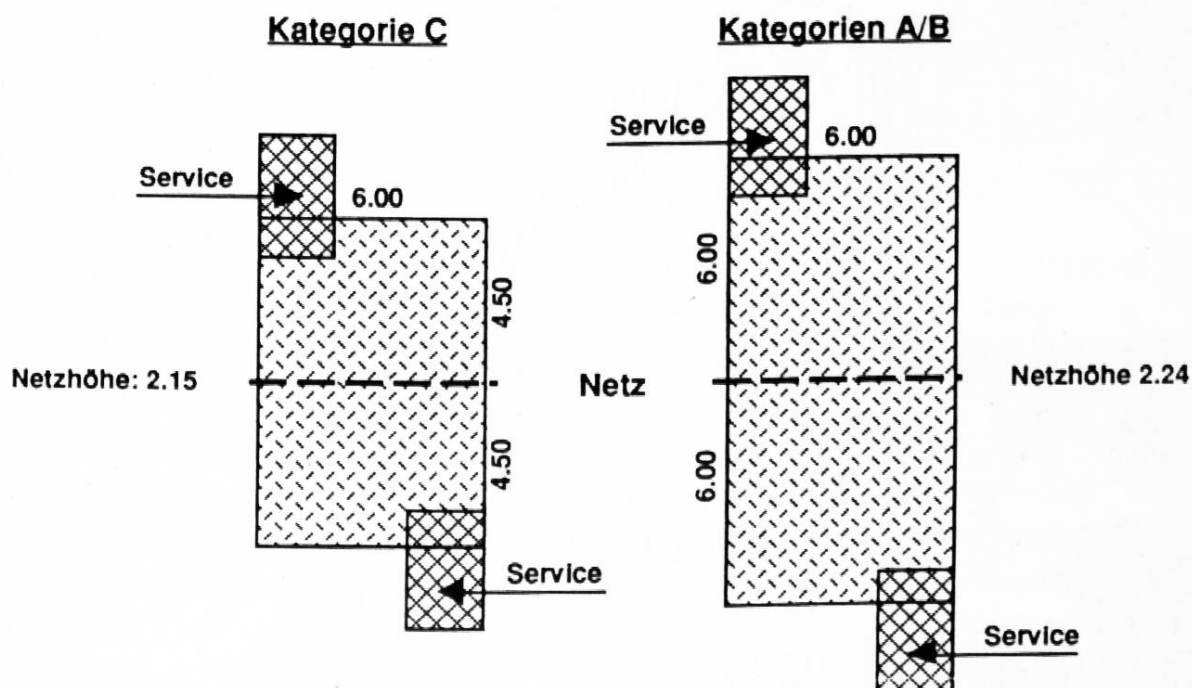 Kategorie C
Service
6.00
4.50
Netzhöhe: 2.15
4.50
Service
Netz
Kategorien A/B
Service
6.00
6.00
Netzhöhe 2.24
6.00
Service